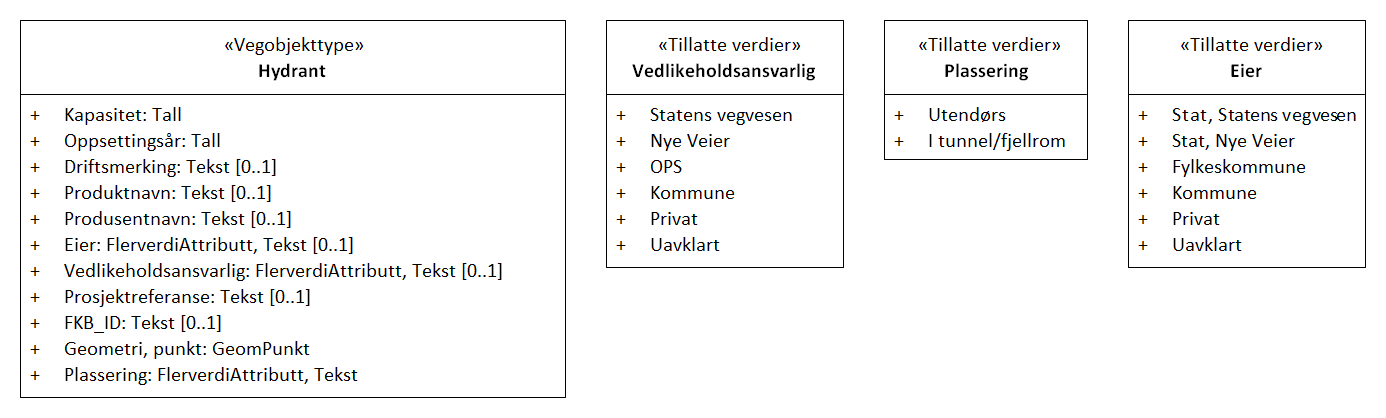 «Vegobjekttype»
Hydrant
+ Kapasitet: Tall
+ Oppsettingsår: Tall
+ Driftsmerking: Tekst [0..1]
+ Produktnavn: Tekst [0..1]
+ Produsentnavn: Tekst [0..1]
+ Eier: FlerverdiAttributt, Tekst [0..1]
+ Vedlikeholdsansvarlig: FlerverdiAttributt, Tekst [0..1]
+ Prosjektreferanse: Tekst [0..1]
+ FKB_ID: Tekst [0..1]
+ Geometri, punkt: GeomPunkt
+ Plassering: FlerverdiAttributt, Tekst
«Tillatte verdier»
Vedlikeholdsansvarlig
+ Statens vegvesen
+ Nye Veier
+ OPS
+ Kommune
+ Privat
+ Uavklart
«Tillatte verdier»
Plassering
+ Utendørs
+ I tunnel/fjellrom
«Tillatte verdier»
Eier
+ Stat, Statens vegvesen
+ Stat, Nye Veier
+ Fylkeskommune
+ Kommune
+ Privat
+ Uavklart